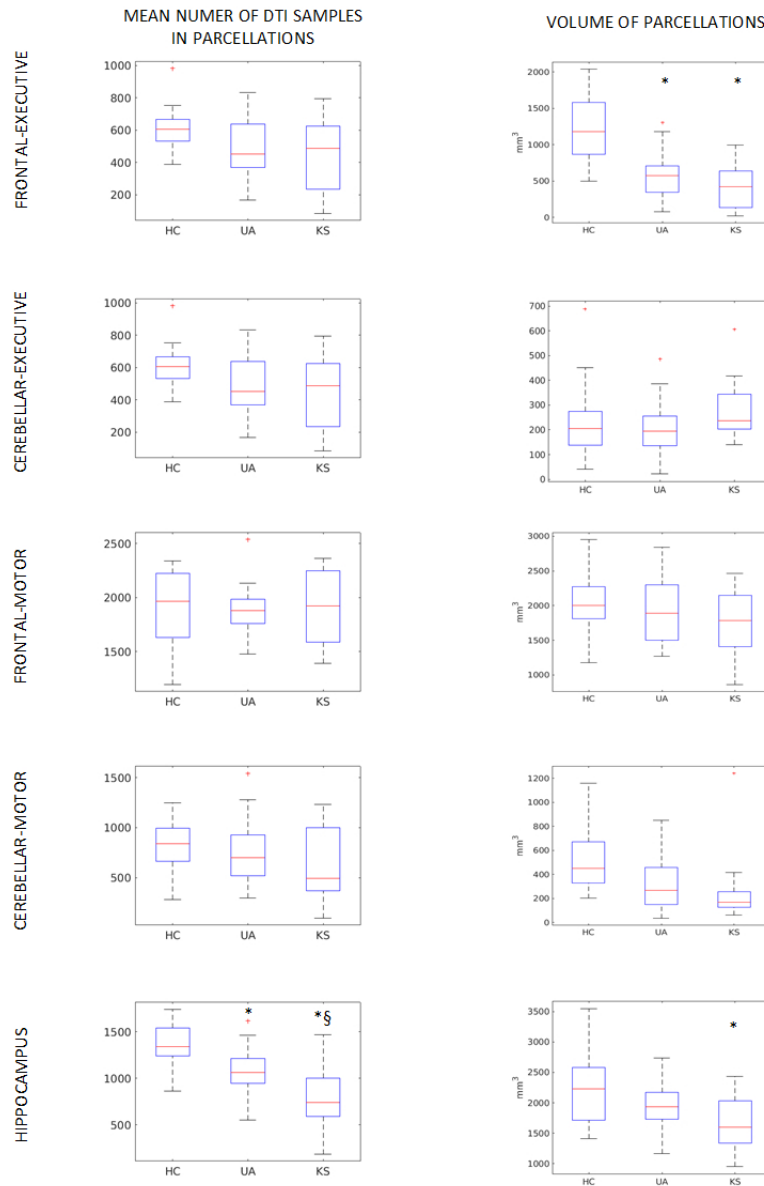 MEAN NUMER OF DTI SAMPLES
IN PARCELLATIONS
VOLUME OF PARCELLATIONS
FRONTAL-EXECUTIVE
1000
800
600
400
200
HC UA KS
2000
1500
1000
500
0
mm³
* *
HC UA KS
CEREBELLAR-EXECUTIVE
1000
800
600
400
200
HC UA KS
700
600
500
400
300
200
100
0
HC UA KS
FRONTAL-MOTOR
2500
2000
1500
HC UA KS
3000
2500
2000
1500
1000
mm³
HC UA KS
CEREBELLAR-MOTOR
1500
1000
500
HC UA KS
1200
1000
800
600
400
200
0
mm³
HC UA KS
HIPPOCAMPUS
1500
1000
500
* *§
HC UA KS
3500
3000
2500
2000
1500
1000
mm³
*
HC UA KS